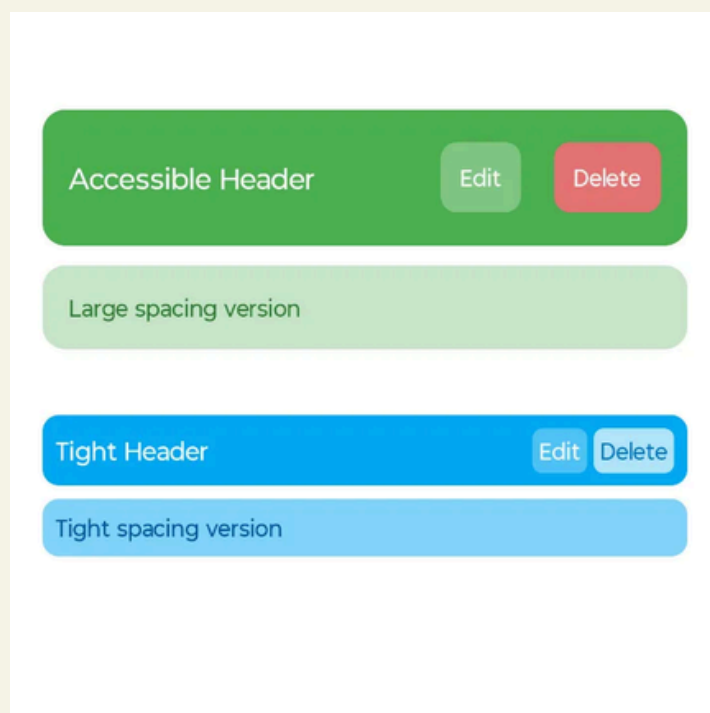 Accessible Header Edit Delete
Large spacing version
Tight Header Edit Delete
Tight spacing version